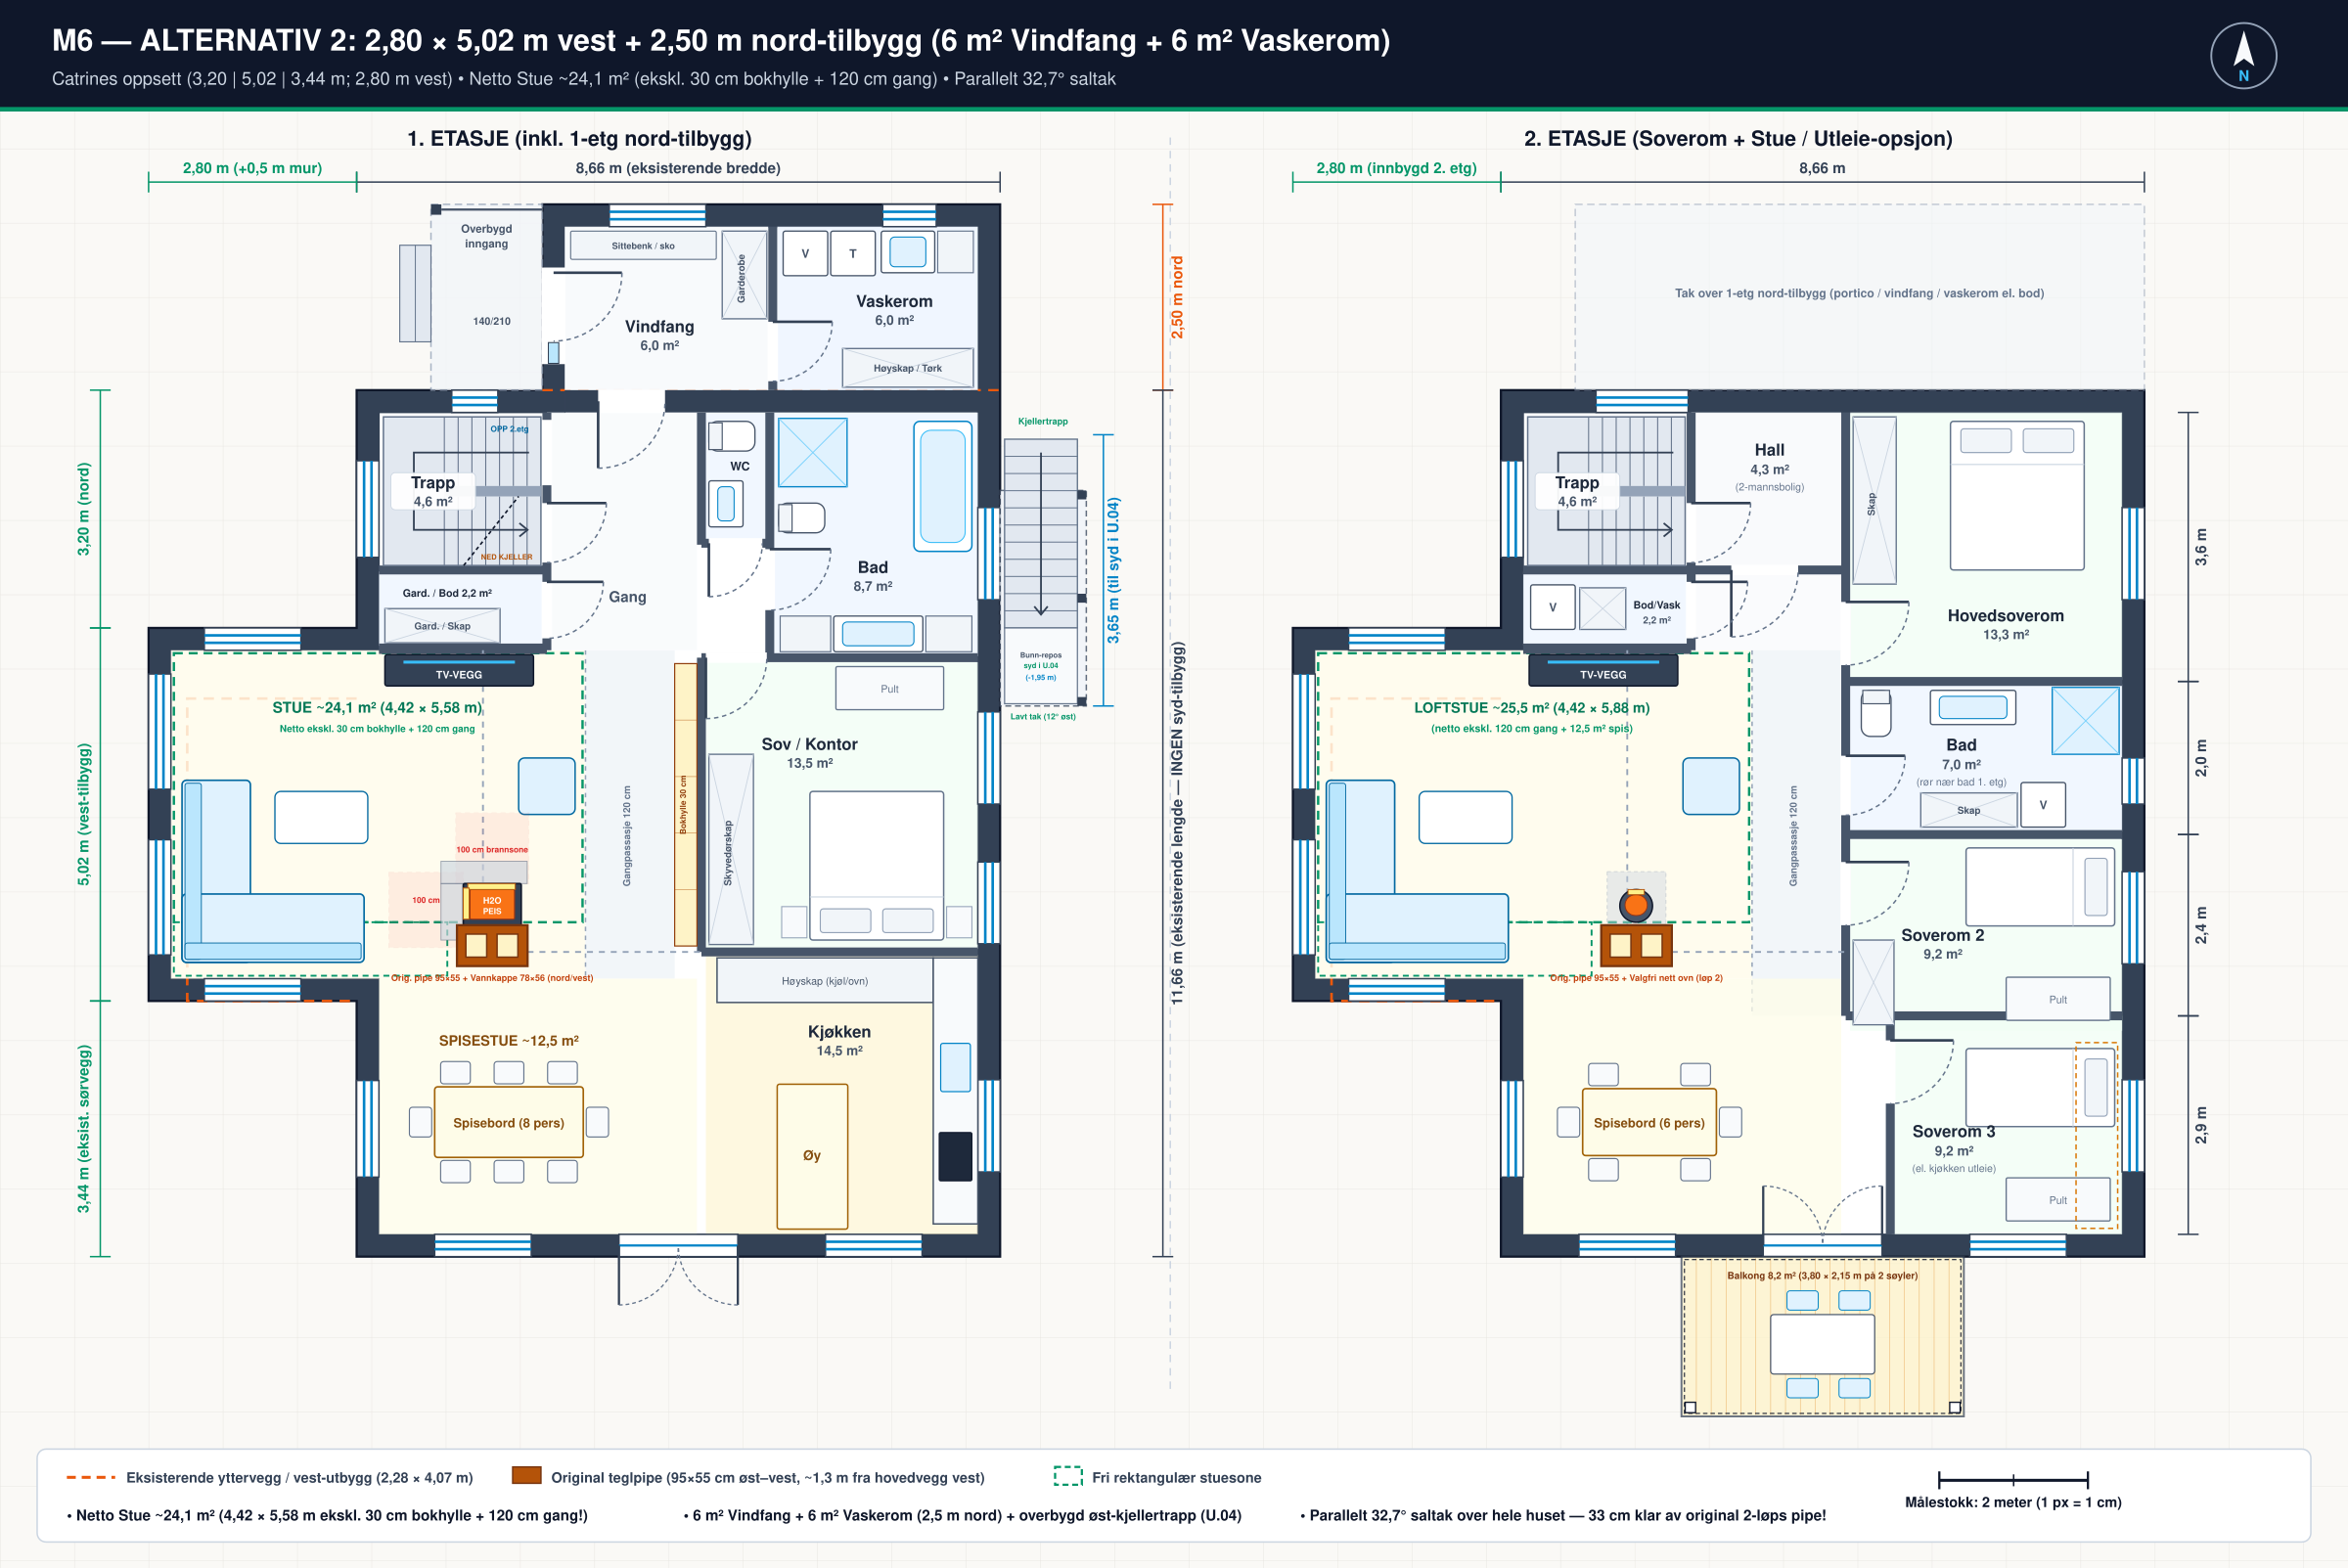 M6 — ALTERNATIV 2: 2,80 × 5,02 m vest + 2,50 m nord-tilbygg (6 m² Vindfang + 6 m² Vaskerom)
Catrines oppsett (3,20 | 5,02 | 3,44 m; 2,80 m vest) • Netto Stue ~24,1 m² (ekskl. 30 cm bokhylle + 120 cm gang) • Parallelt 32,7° saltak
N
1. ETASJE (inkl. 1-etg nord-tilbygg)
2,80 m (+0,5 m mur)
8,66 m (eksisterende bredde)
Overbygd
inngang
140/210
Sittebenk / sko
Garderobe
Vindfang
6,0 m²
V
T
Vaskerom
6,0 m²
Høyskap / Tørk
2,50 m nord
3,20 m (nord)
OPP 2.etg
Trapp
4,6 m²
NED KJELLER
Gard. / Bod 2,2 m²
Gard. / Skap
Gang
WC
Bad
8,7 m²
Kjellertrapp
3,65 m (til syd i U.04)
Bunn-repos
syd i U.04
(-1,95 m)
Lavt tak (12° øst)
11,66 m (eksisterende lengde — INGEN syd-tilbygg)
5,02 m (vest-tilbygg)
TV-VEGG
STUE ~24,1 m² (4,42 × 5,58 m)
Netto ekskl. 30 cm bokhylle + 120 cm gang
100 cm brannsone
100 cm
H2O
PEIS
Orig. pipe 95×55 + Vannkappe 78×56 (nord/vest)
Gangpassasje 120 cm
Bokhylle 30 cm
Skyvedørsskap
Pult
Sov / Kontor
13,5 m²
3,44 m (eksist. sørvegg)
SPISESTUE ~12,5 m²
Spisebord (8 pers)
Høyskap (kjøl/ovn)
Kjøkken
14,5 m²
Øy
2. ETASJE (Soverom + Stue / Utleie-opsjon)
2,80 m (innbygd 2. etg)
8,66 m
Tak over 1-etg nord-tilbygg (portico / vindfang / vaskerom el. bod)
Trapp
4,6 m²
Hall
4,3 m²
(2-mannsbolig)
Skap
Hovedsoverom
13,3 m²
3,6 m
V
Bod/Vask
2,2 m²
TV-VEGG
LOFTSTUE ~25,5 m² (4,42 × 5,88 m)
(netto ekskl. 120 cm gang + 12,5 m² spis)
Gangpassasje 120 cm
Bad
7,0 m²
(rør nær bad 1. etg)
Skap
V
2,0 m
Orig. pipe 95×55 + Valgfri nett ovn (løp 2)
Soverom 2
9,2 m²
Pult
2,4 m
Spisebord (6 pers)
Soverom 3
9,2 m²
(el. kjøkken utleie)
Pult
2,9 m
Balkong 8,2 m² (3,80 × 2,15 m på 2 søyler)
Eksisterende yttervegg / vest-utbygg (2,28 × 4,07 m)
Original teglpipe (95×55 cm øst–vest, ~1,3 m fra hovedvegg vest)
Fri rektangulær stuesone
Målestokk: 2 meter (1 px = 1 cm)
• Netto Stue ~24,1 m² (4,42 × 5,58 m ekskl. 30 cm bokhylle + 120 cm gang!)
• 6 m² Vindfang + 6 m² Vaskerom (2,5 m nord) + overbygd øst-kjellertrapp (U.04)
• Parallelt 32,7° saltak over hele huset — 33 cm klar av original 2-løps pipe!